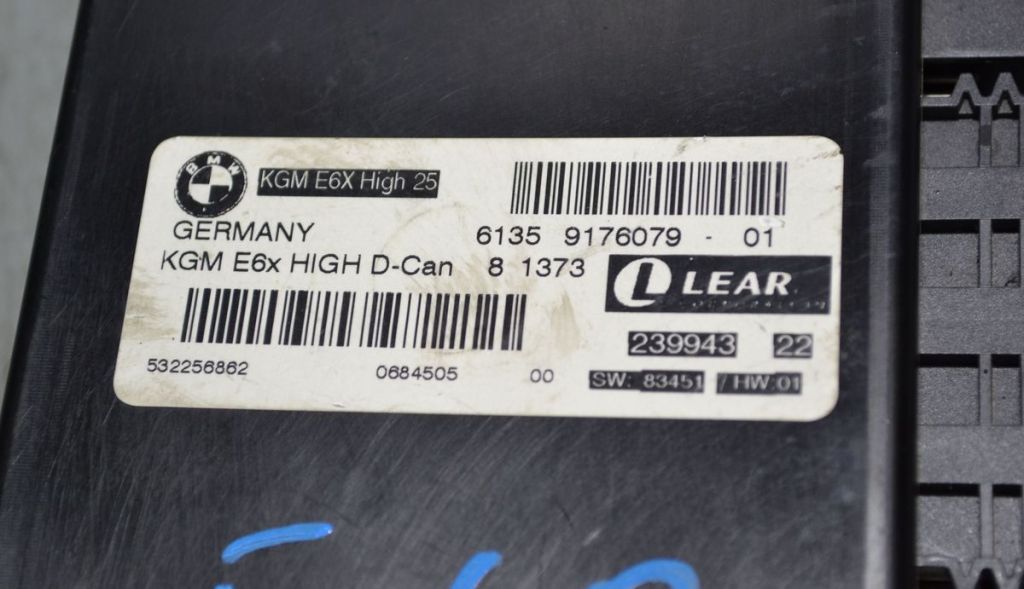 BMW
KGM E6X High 25
GERMANY
6135 9176079 - 01
KGM E6x HIGH D-Can 8 1373
LEAR
CORPORATION
239943 22
532256862 0684505 00
SW: 83451 / HW:01